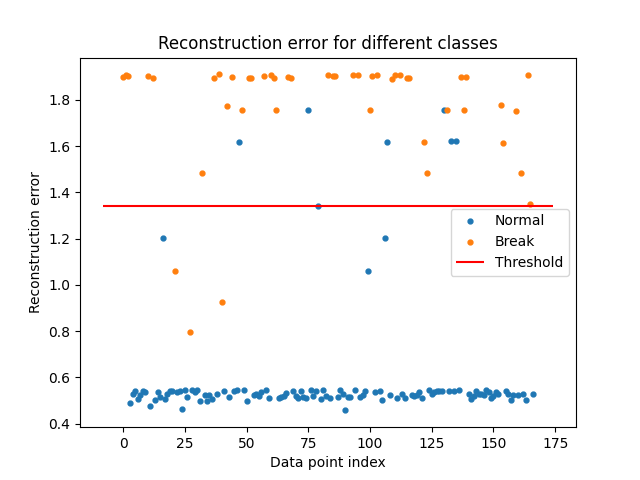 Reconstruction error for different classes
Reconstruction error
1.8
1.6
1.4
1.2
1.0
0.8
0.6
0.4
Normal
Break
Threshold
0 25 50 75 100 125 150 175
Data point index